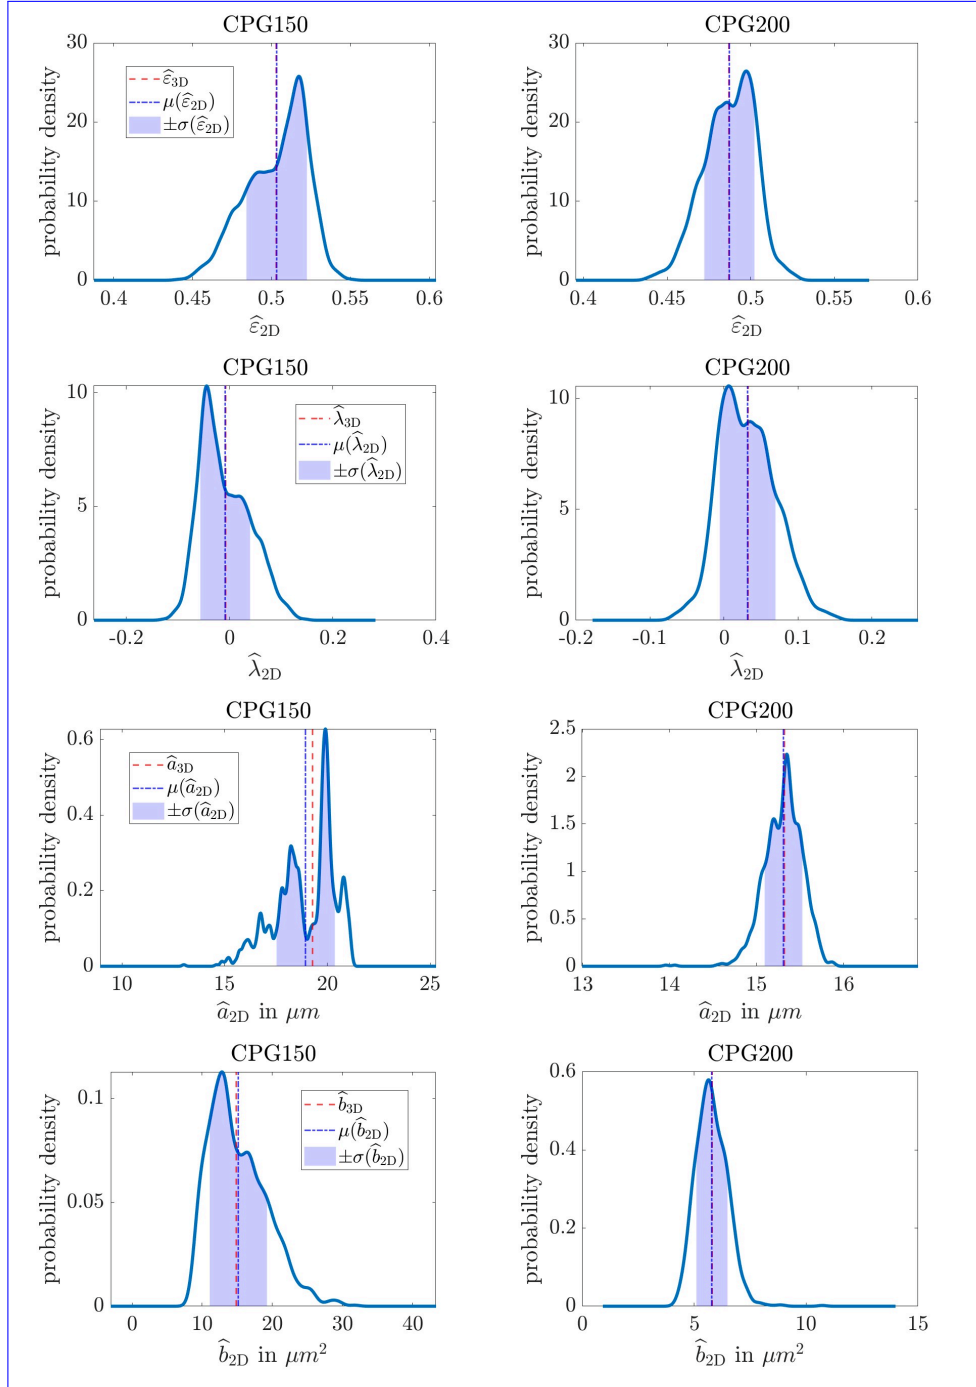 CPG150
CPG200
probability density
30
20
10
0
0.4 0.45 0.5 0.55 0.6
ε̂3D
μ(ε̂2D)
±σ(ε̂2D)
ε̂2D
probability density
30
20
10
0
0.4 0.45 0.5 0.55 0.6
ε̂2D
CPG150
CPG200
probability density
10
5
0
-0.2 0 0.2 0.4
λ̂3D
μ(λ̂2D)
±σ(λ̂2D)
λ̂2D
probability density
10
5
0
-0.2 -0.1 0 0.1 0.2
λ̂2D
CPG150
CPG200
probability density
0.6
0.4
0.2
0
10 15 20 25
â3D
μ(â2D)
±σ(â2D)
â2D in μm
probability density
2.5
2
1.5
1
0.5
0
13 14 15 16
â2D in μm
CPG150
CPG200
probability density
0.1
0.05
0
0 10 20 30 40
b̂3D
μ(b̂2D)
±σ(b̂2D)
b̂2D in μm²
probability density
0.6
0.4
0.2
0
0 5 10 15
b̂2D in μm²